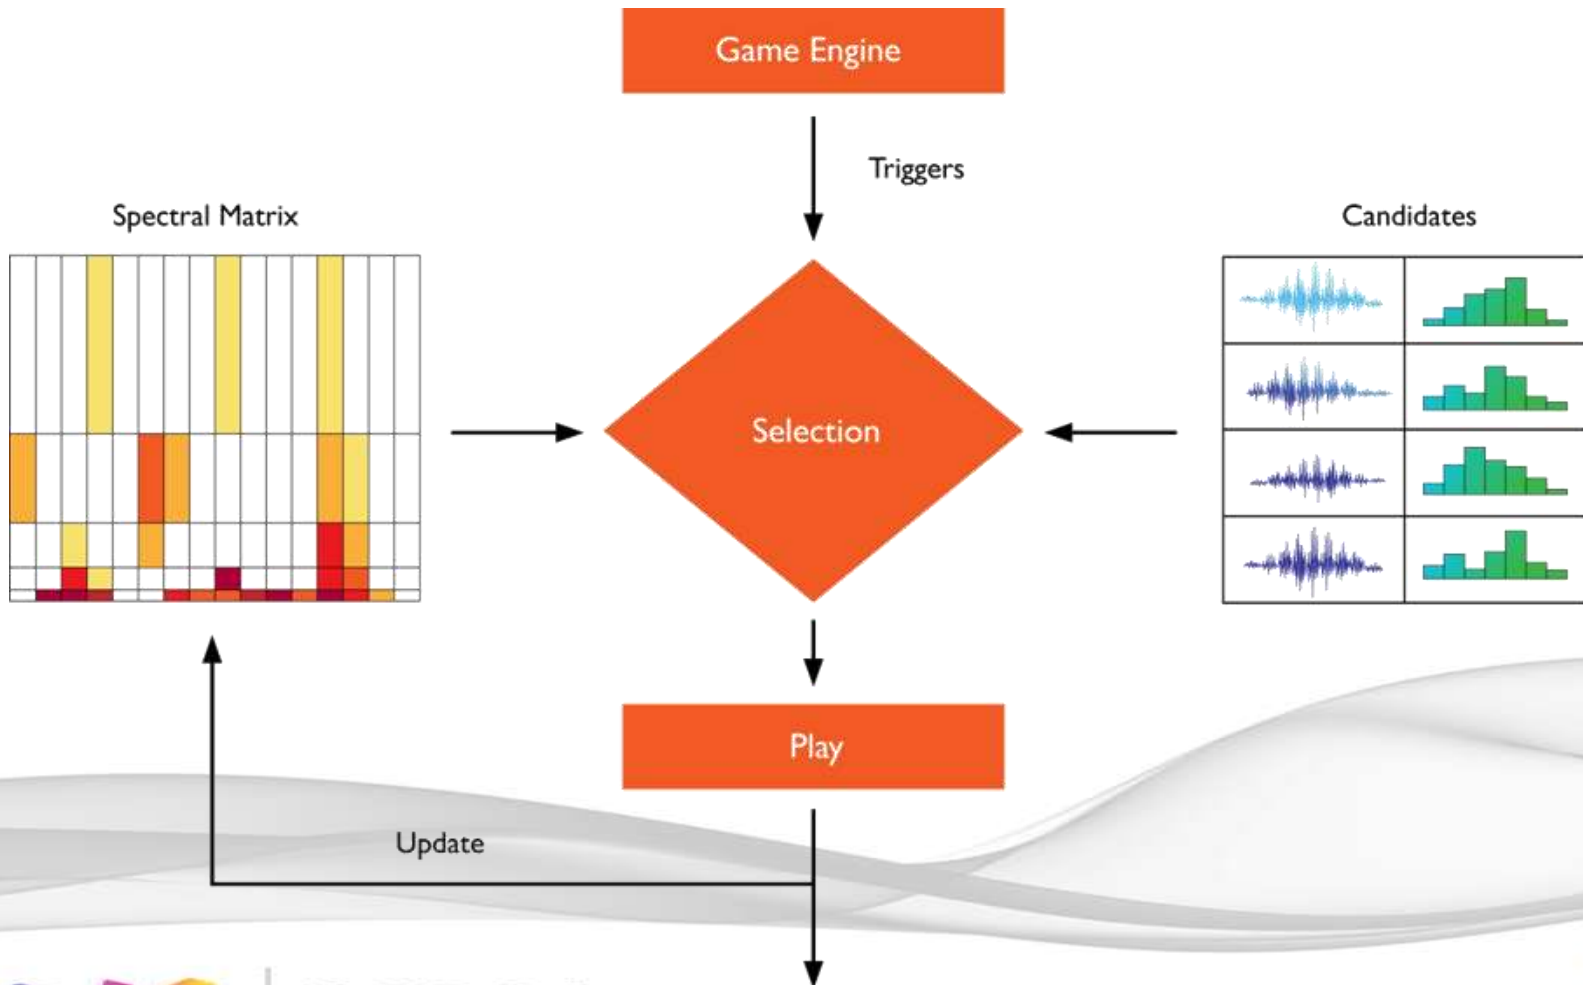 Game Engine
Triggers
Spectral Matrix
Candidates
Selection
Play
Update